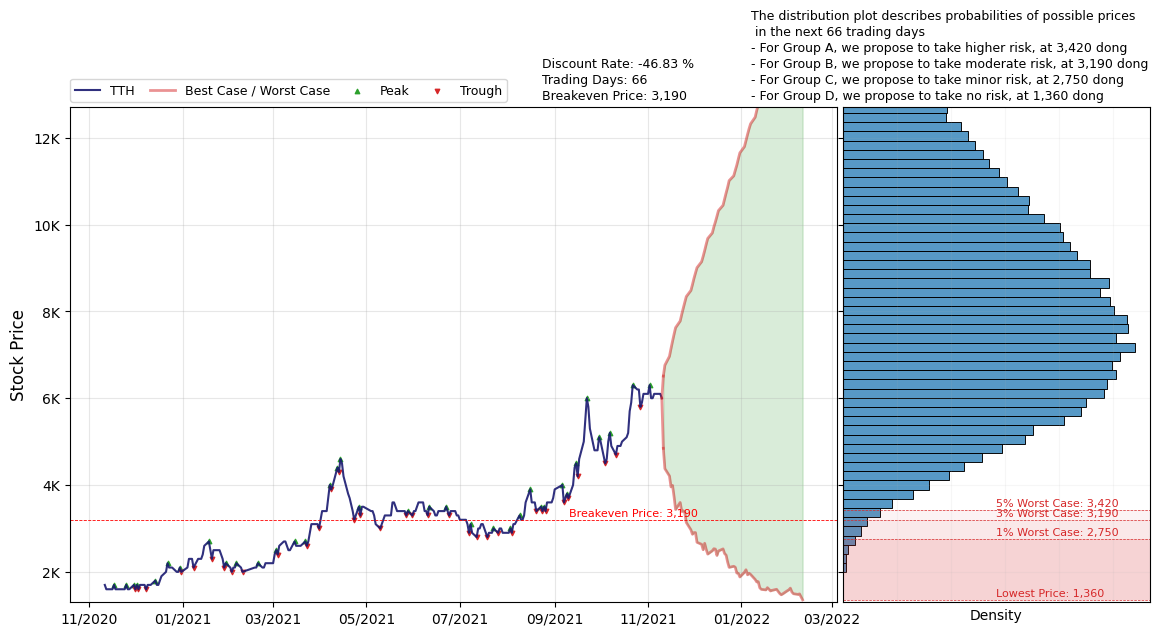 The distribution plot describes probabilities of possible prices
in the next 66 trading days
- For Group A, we propose to take higher risk, at 3,420 dong
- For Group B, we propose to take moderate risk, at 3,190 dong
- For Group C, we propose to take minor risk, at 2,750 dong
- For Group D, we propose to take no risk, at 1,360 dong
Discount Rate: -46.83 %
Trading Days: 66
Breakeven Price: 3,190
TTH Best Case / Worst Case Peak Trough
Stock Price
12K
10K
8K
6K
4K
2K
Breakeven Price: 3,190
11/2020 01/2021 03/2021 05/2021 07/2021 09/2021 11/2021 01/2022 03/2022
5% Worst Case: 3,420
3% Worst Case: 3,190
1% Worst Case: 2,750
Lowest Price: 1,360
Density